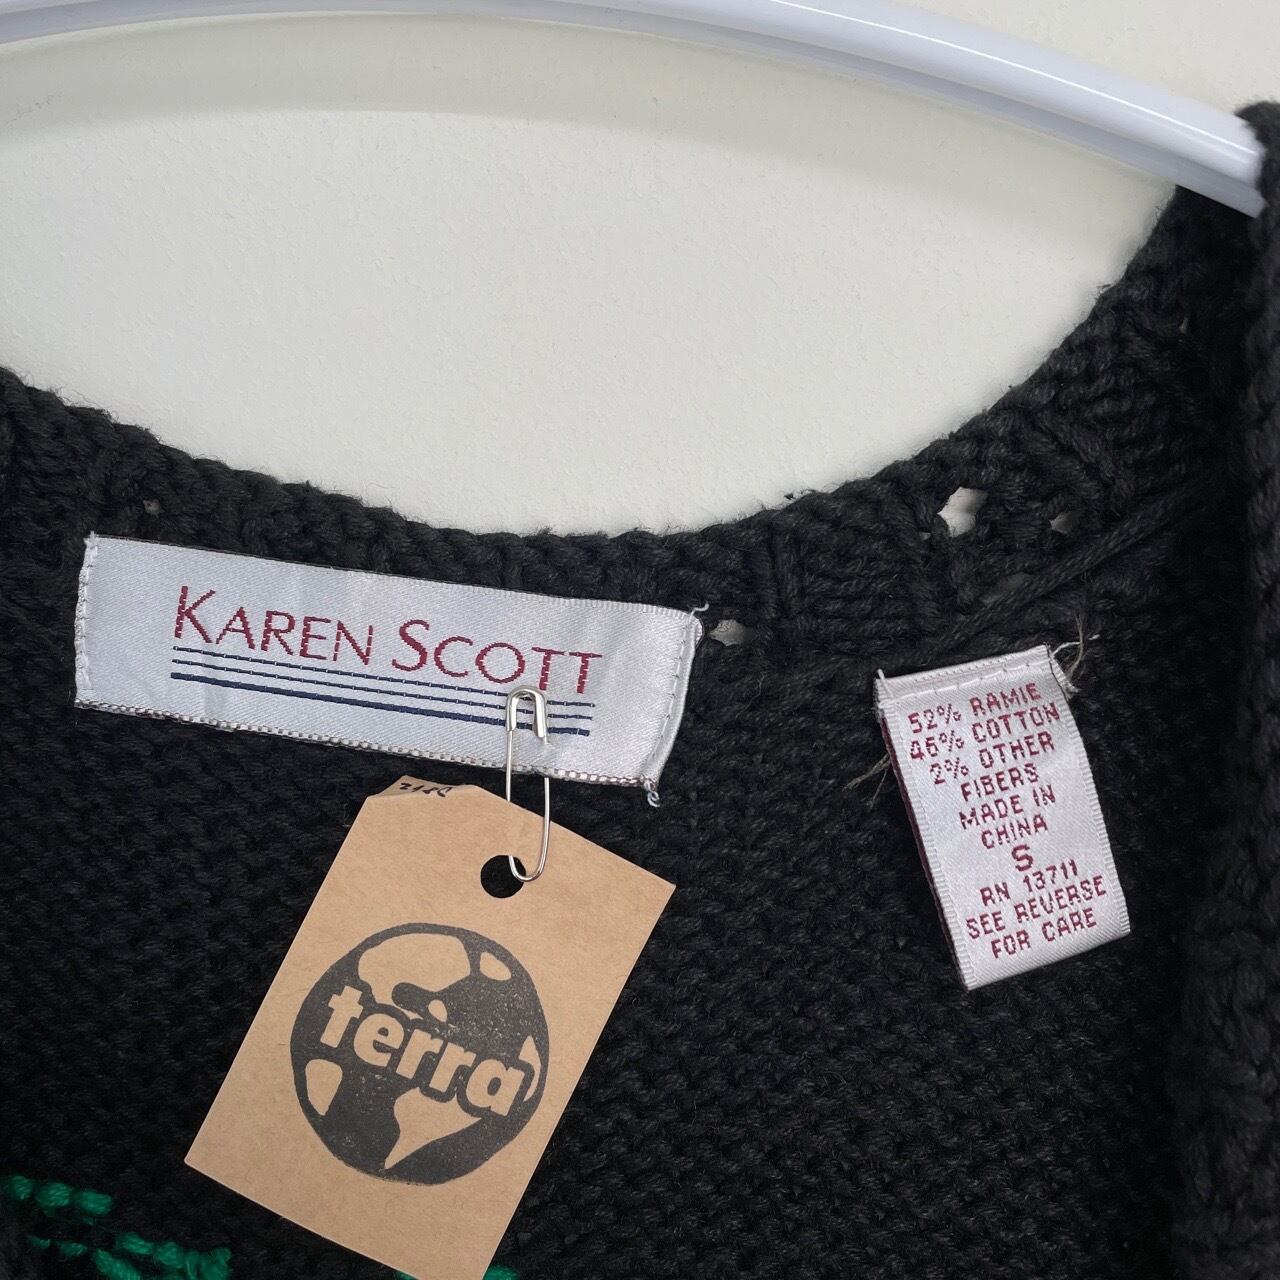 KAREN SCOTT
52% RAMIE
46% COTTON
2% OTHER
FIBERS
MADE IN
CHINA
S
RN 13711
SEE REVERSE
FOR CARE
terra